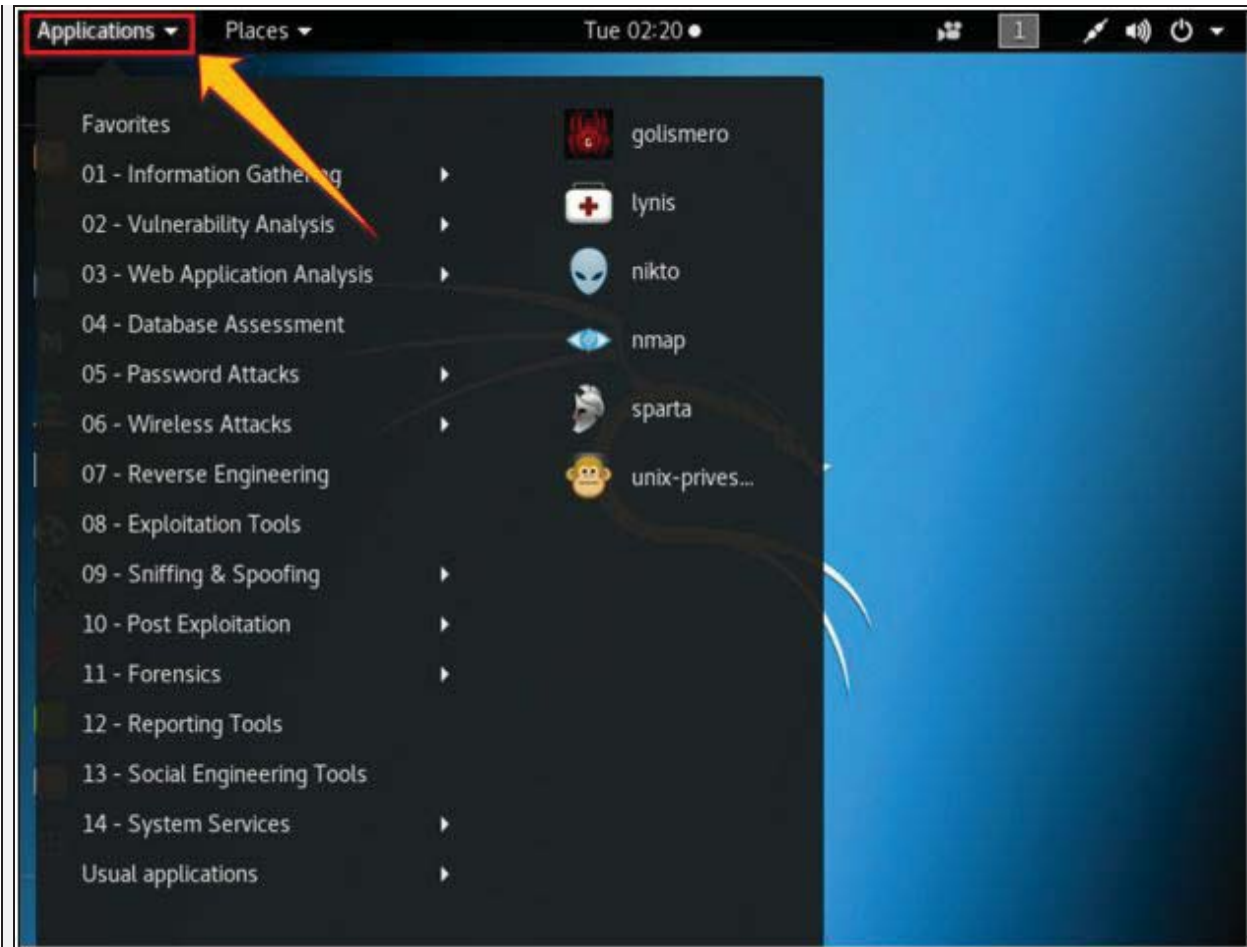 Applications Places Tue 02:20 1
Favorites
01 - Information Gathering
02 - Vulnerability Analysis
03 - Web Application Analysis
04 - Database Assessment
05 - Password Attacks
06 - Wireless Attacks
07 - Reverse Engineering
08 - Exploitation Tools
09 - Sniffing & Spoofing
10 - Post Exploitation
11 - Forensics
12 - Reporting Tools
13 - Social Engineering Tools
14 - System Services
Usual applications
golismero
lynis
nikto
nmap
sparta
unix-prives...